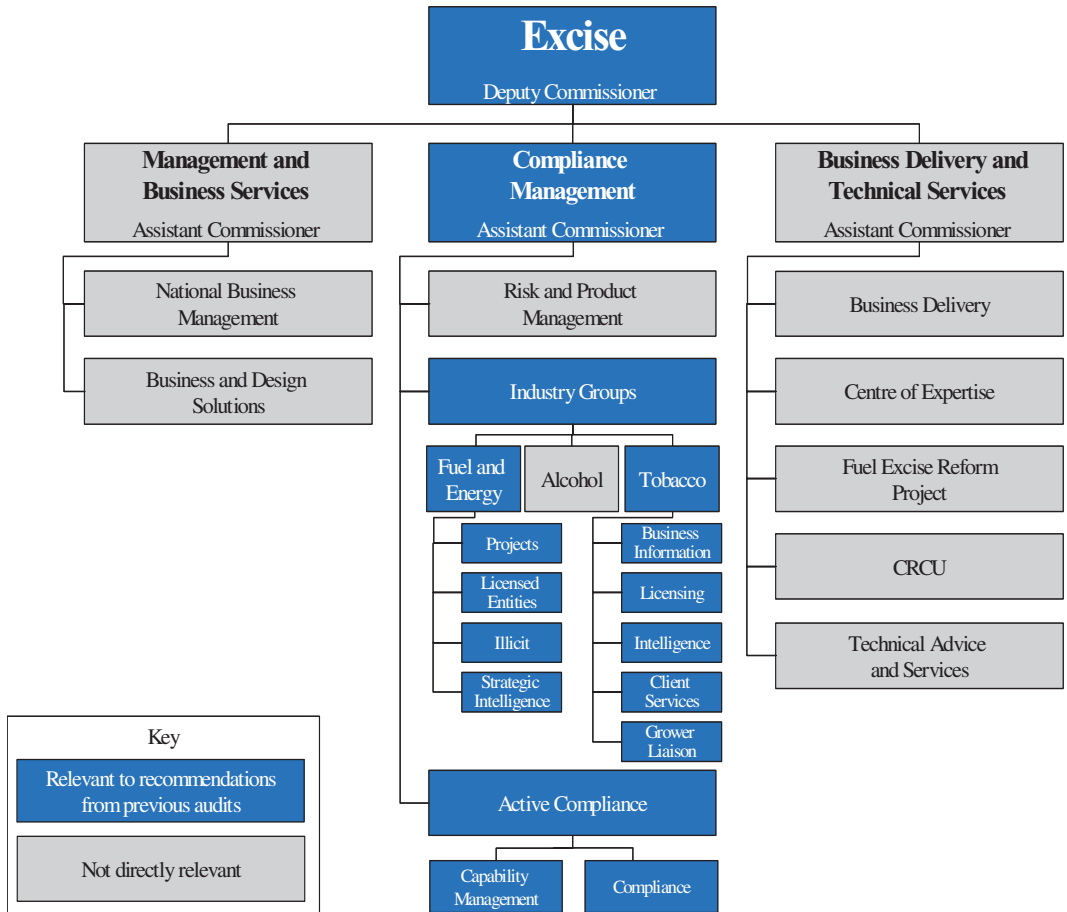 Excise
Deputy Commissioner
Management and
Business Services
Assistant Commissioner
National Business
Management
Business and Design
Solutions
Compliance
Management
Assistant Commissioner
Risk and Product
Management
Industry Groups
Fuel and
Energy
Projects
Licensed
Entities
Illicit
Strategic
Intelligence
Alcohol
Tobacco
Business
Information
Licensing
Intelligence
Client
Services
Grower
Liaison
Active Compliance
Capability
Management
Compliance
Business Delivery and
Technical Services
Assistant Commissioner
Business Delivery
Centre of Expertise
Fuel Excise Reform
Project
CRCU
Technical Advice
and Services
Key
Relevant to recommendations
from previous audits
Not directly relevant